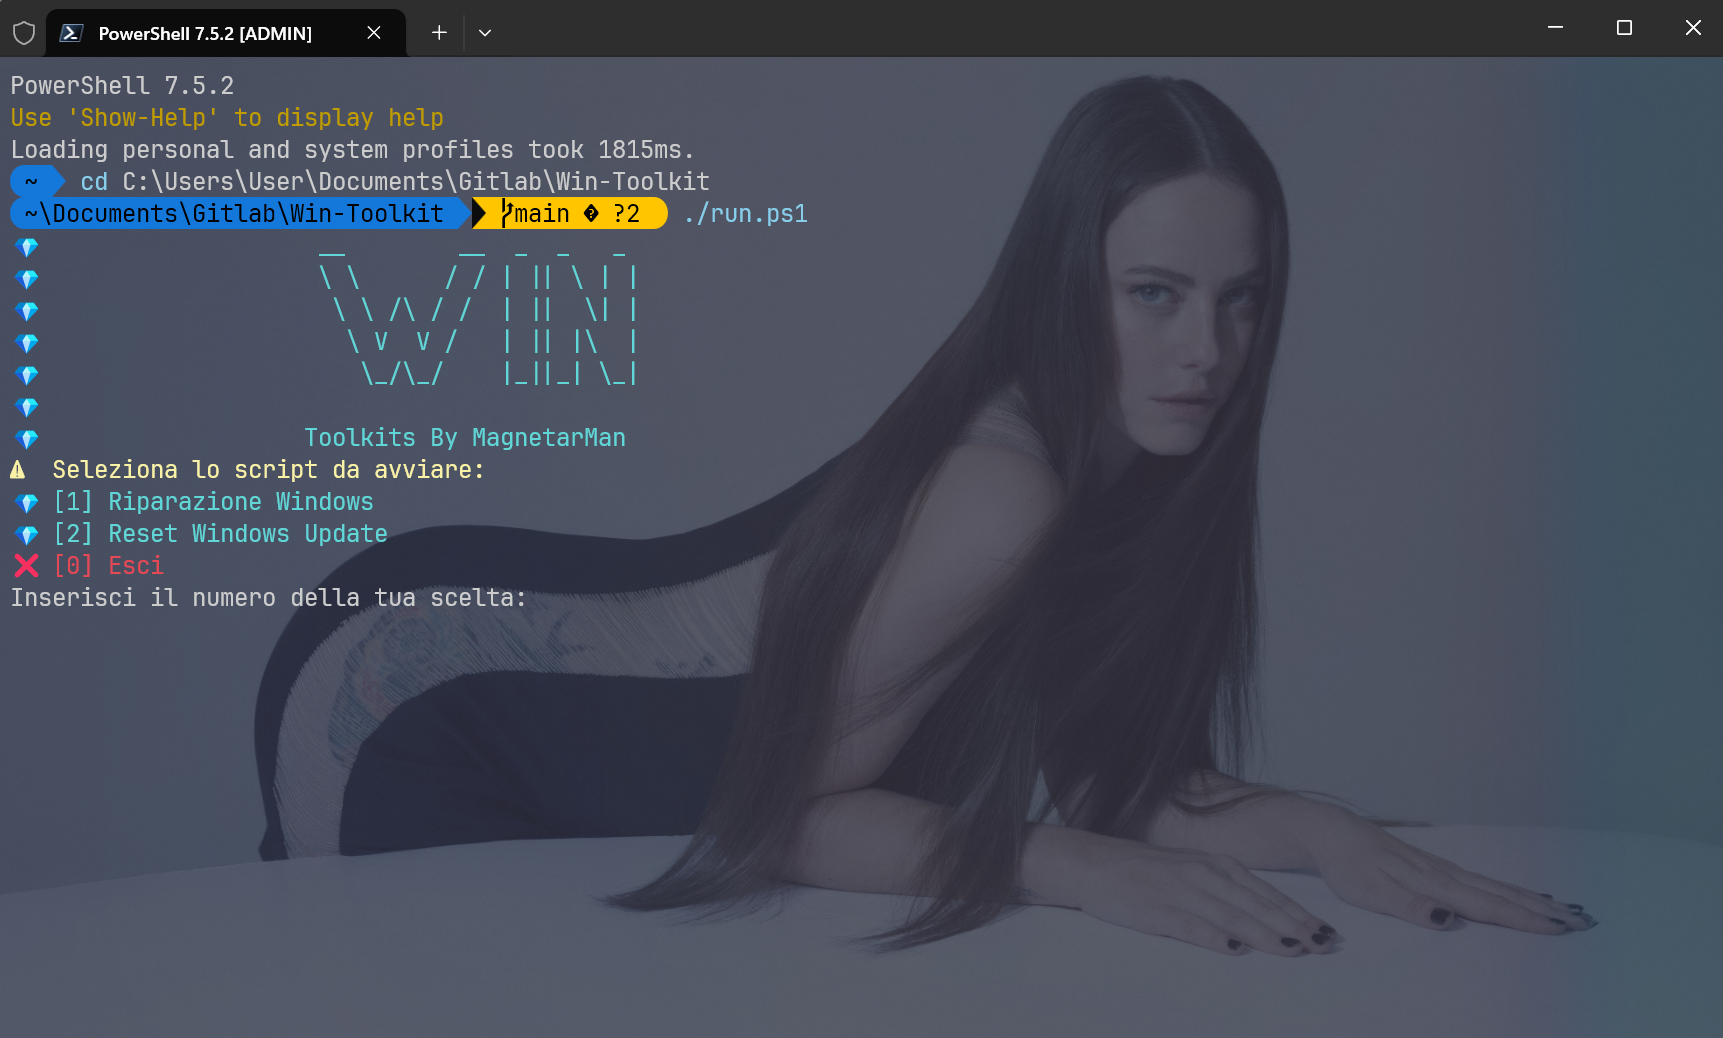 PowerShell 7.5.2 [ADMIN]
PowerShell 7.5.2
Use 'Show-Help' to display help
Loading personal and system profiles took 1815ms.
~ cd C:\Users\User\Documents\Gitlab\Win-Toolkit
~\Documents\Gitlab\Win-Toolkit main � ?2 ./run.ps1
WIN
Toolkits By MagnetarMan
⚠ Seleziona lo script da avviare:
💎 [1] Riparazione Windows
💎 [2] Reset Windows Update
❌ [0] Esci
Inserisci il numero della tua scelta: